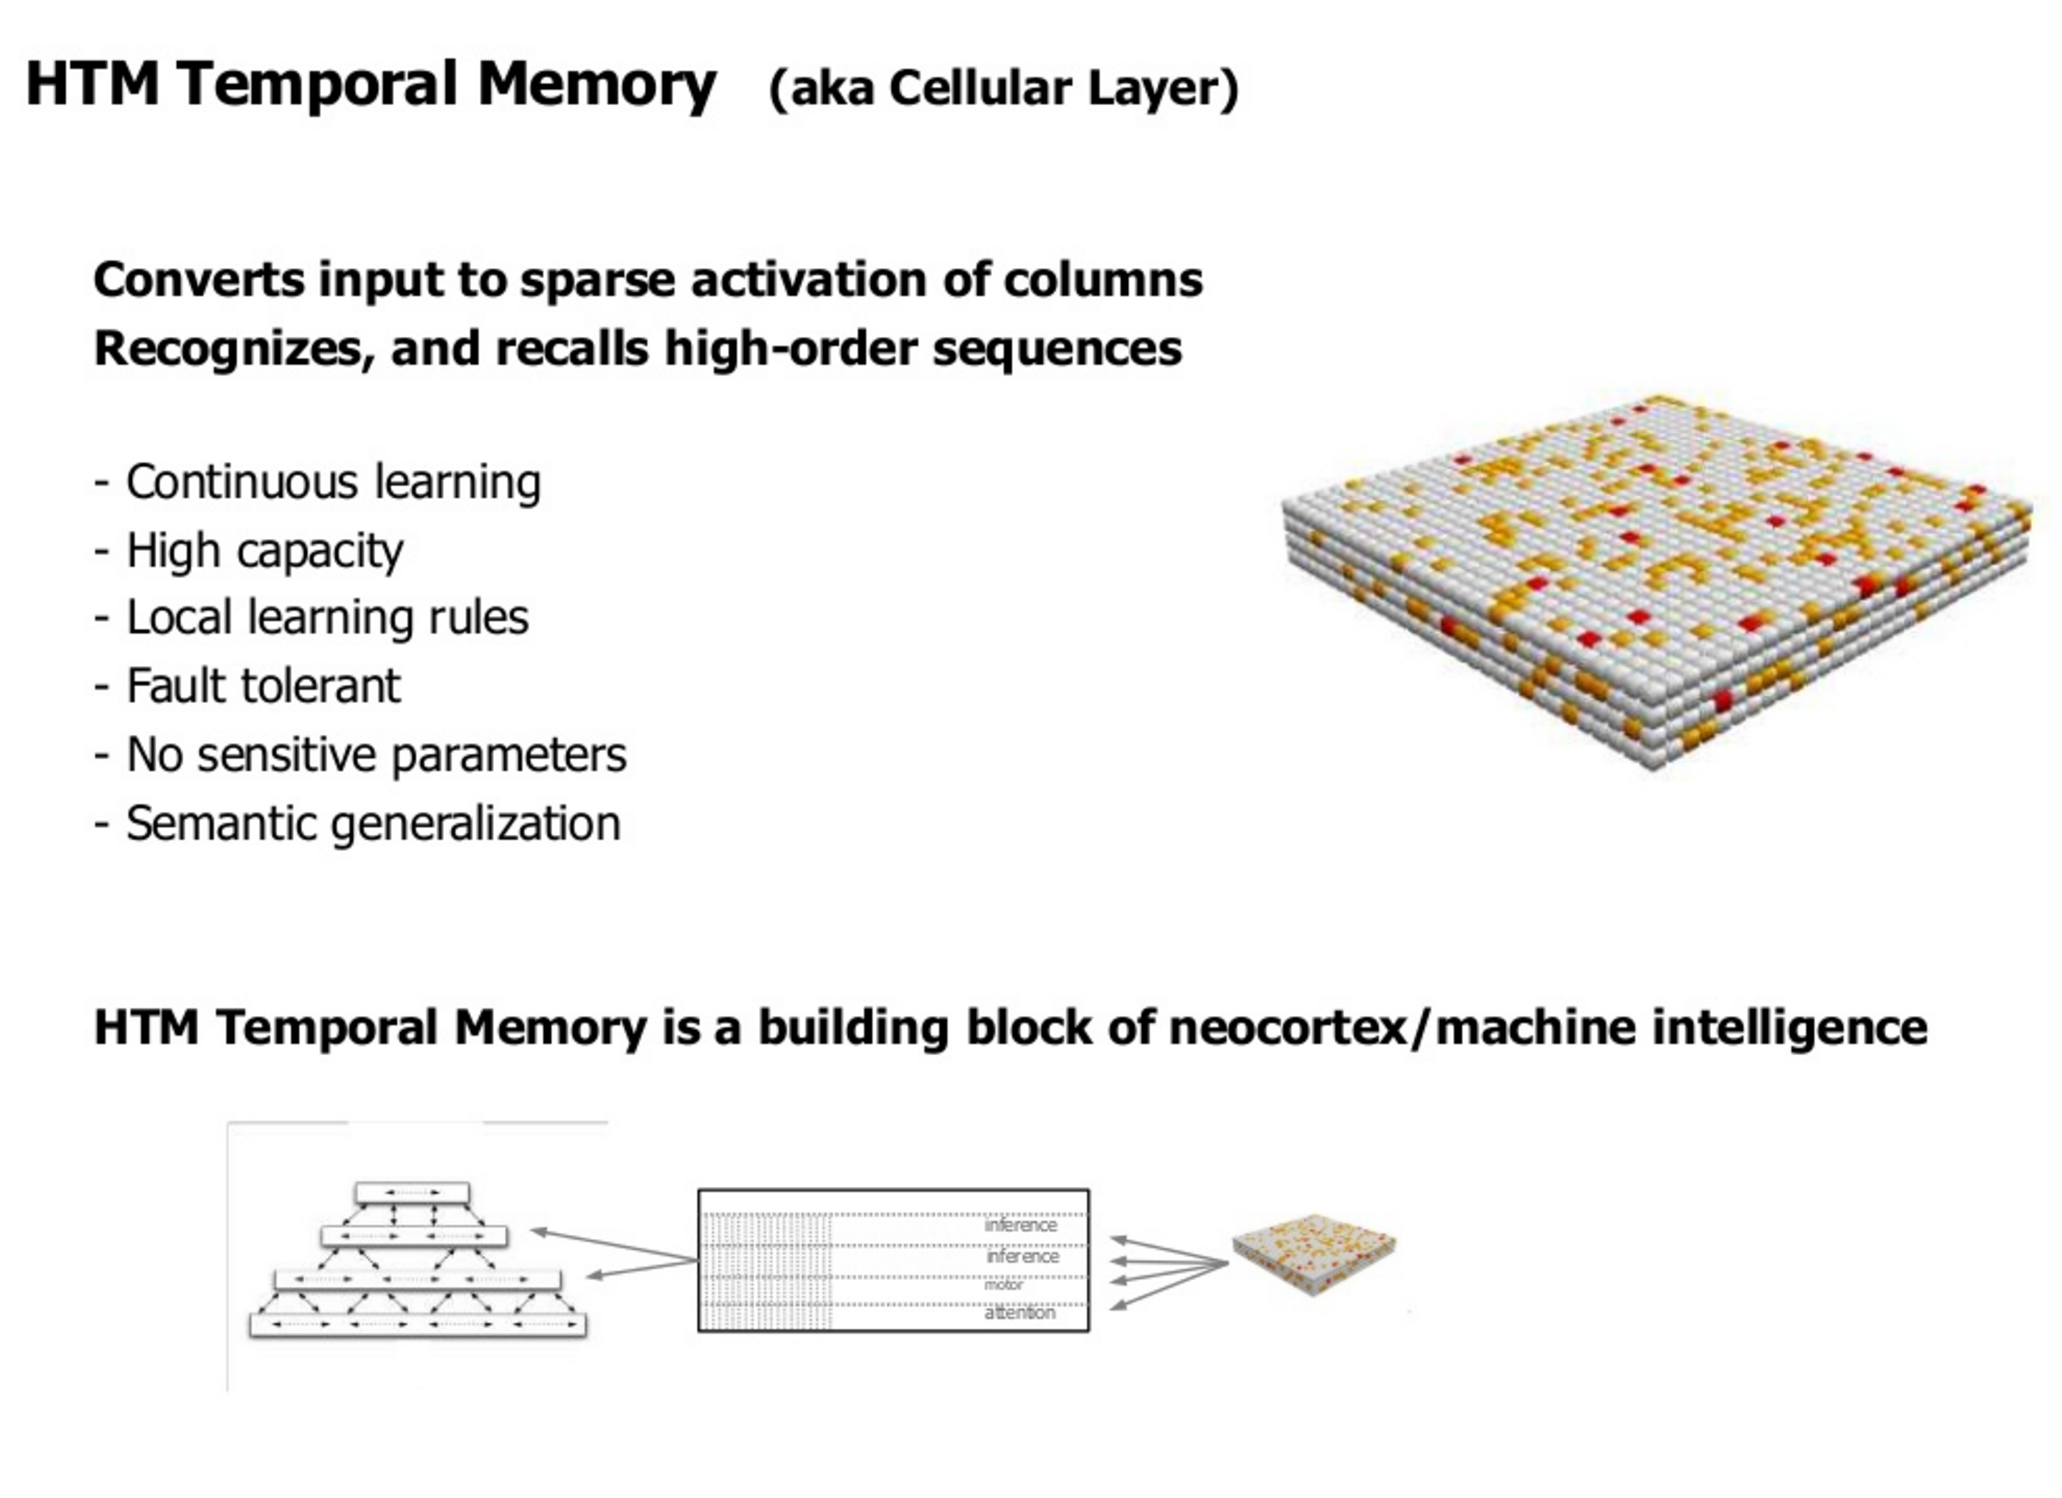 HTM Temporal Memory (aka Cellular Layer)
Converts input to sparse activation of columns
Recognizes, and recalls high-order sequences
- Continuous learning
- High capacity
- Local learning rules
- Fault tolerant
- No sensitive parameters
- Semantic generalization
HTM Temporal Memory is a building block of neocortex/machine intelligence
inference
inference
motor
attention